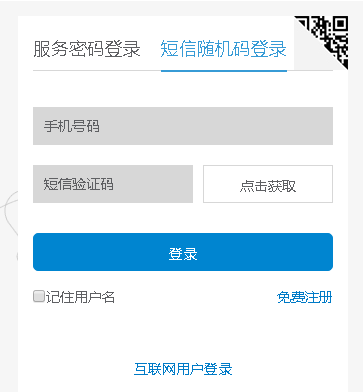 服务密码登录 短信随机码登录
手机号码
短信验证码 点击获取
登录
记住用户名 免费注册
互联网用户登录